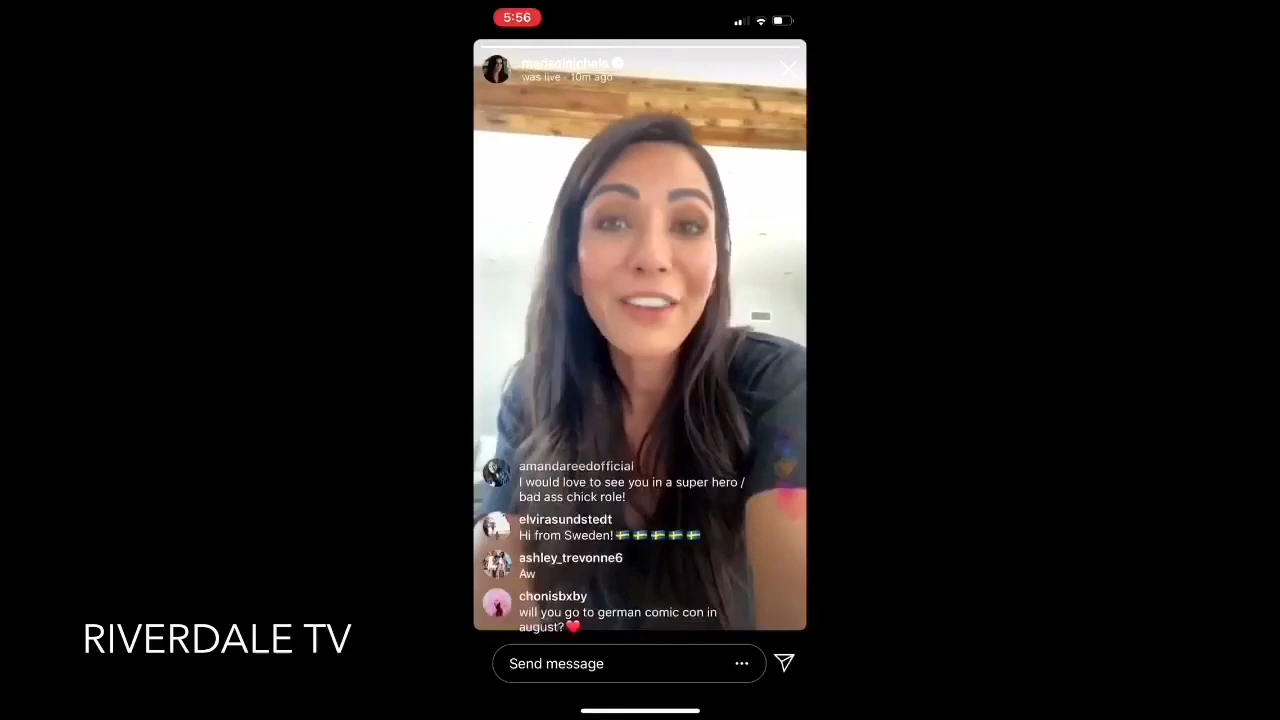 5:56
marisolnichols
was live · 10m ago
amandareedofficial
I would love to see you in a super hero /
bad ass chick role!
elvirasundstedt
Hi from Sweden!🇸🇪🇸🇪🇸🇪🇸🇪🇸🇪
ashley_trevonne6
Aw
chonisbxby
will you go to german comic con in
august?❤️
RIVERDALE TV
Send message